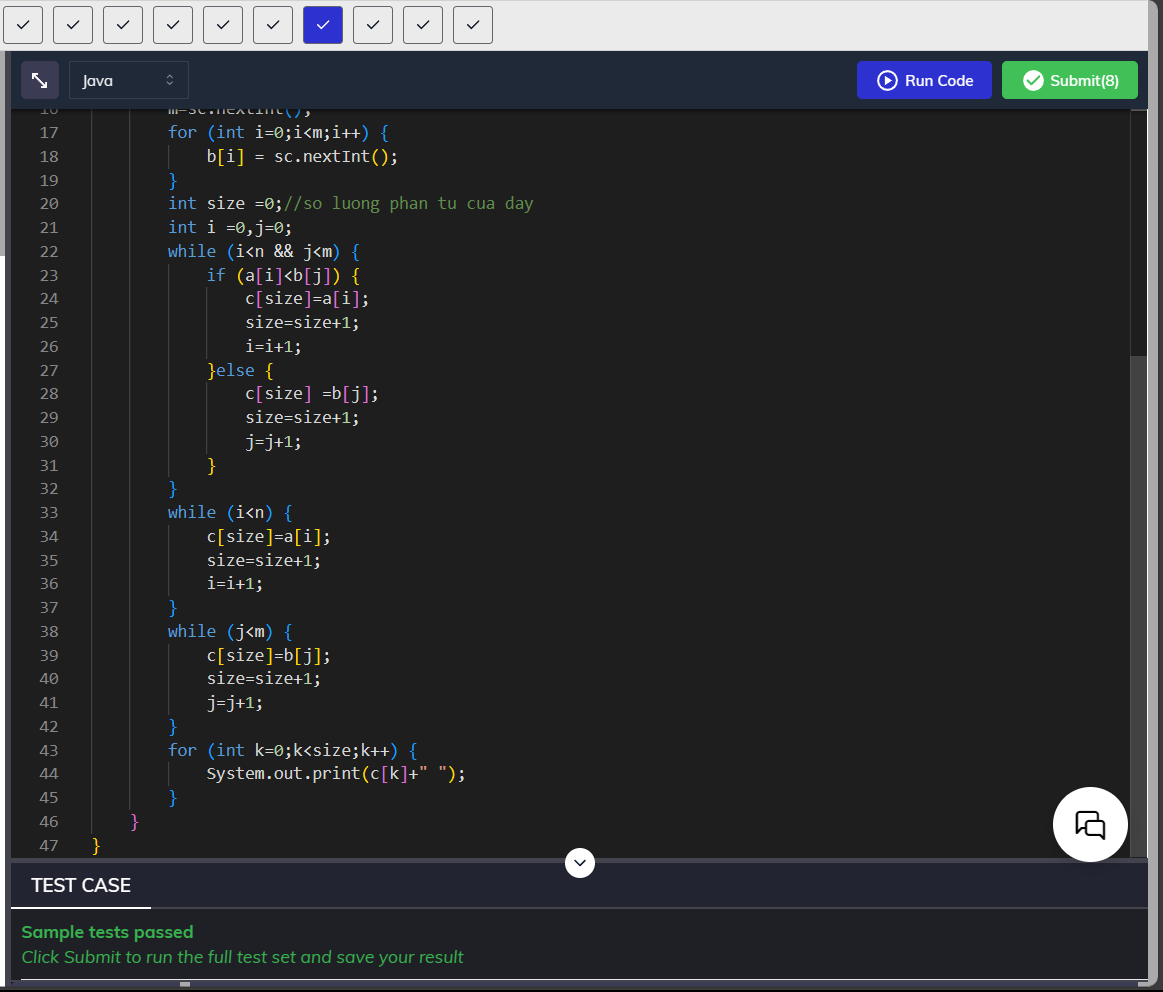 Java
Run Code
Submit(8)
16 m=sc.nextInt();
17 for (int i=0;i<m;i++) {
18 b[i] = sc.nextInt();
19 }
20 int size =0;//so luong phan tu cua day
21 int i =0,j=0;
22 while (i<n && j<m) {
23 if (a[i]<b[j]) {
24 c[size]=a[i];
25 size=size+1;
26 i=i+1;
27 }else {
28 c[size] =b[j];
29 size=size+1;
30 j=j+1;
31 }
32 }
33 while (i<n) {
34 c[size]=a[i];
35 size=size+1;
36 i=i+1;
37 }
38 while (j<m) {
39 c[size]=b[j];
40 size=size+1;
41 j=j+1;
42 }
43 for (int k=0;k<size;k++) {
44 System.out.print(c[k]+" ");
45 }
46 }
47 }
TEST CASE
Sample tests passed
Click Submit to run the full test set and save your result